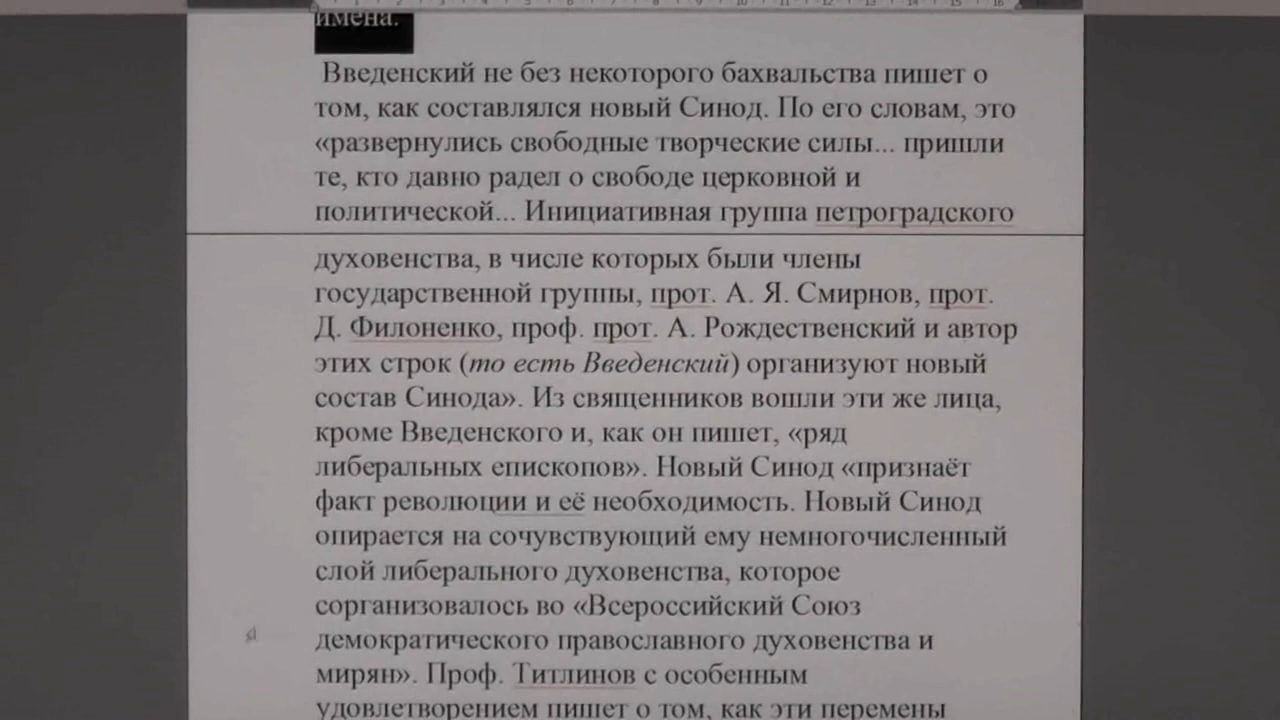 имена.
Введенский не без некоторого бахвальства пишет о
том, как составлялся новый Синод. По его словам, это
«развернулись свободные творческие силы... пришли
те, кто давно радел о свободе церковной и
политической... Инициативная группа петроградского
духовенства, в числе которых были члены
государственной группы, прот. А. Я. Смирнов, прот.
Д. Филоненко, проф. прот. А. Рождественский и автор
этих строк (то есть Введенский) организуют новый
состав Синода». Из священников вошли эти же лица,
кроме Введенского и, как он пишет, «ряд
либеральных епископов». Новый Синод «признаёт
факт революции и её необходимость. Новый Синод
опирается на сочувствующий ему немногочисленный
слой либерального духовенства, которое
сорганизовалось во «Всероссийский Союз
демократического православного духовенства и
мирян». Проф. Титлинов с особенным
удовлетворением пишет о том, как эти перемены